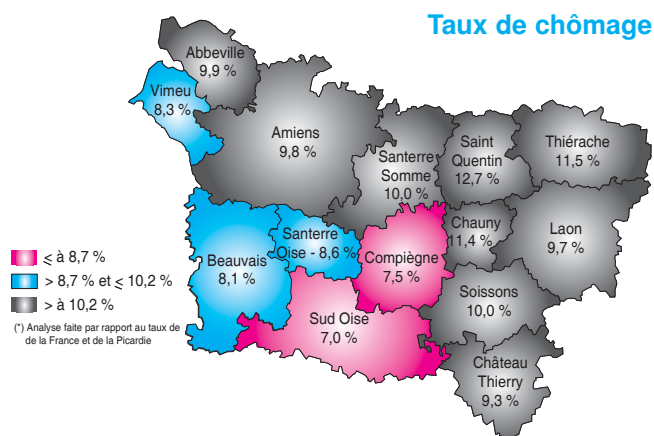 Taux de chômage
Abbeville
9,9 %
Vimeu
8,3 %
Amiens
9,8 %
Santerre
Somme
10,0 %
Saint
Quentin
12,7 %
Thiérache
11,5 %
Beauvais
8,1 %
Santerre
Oise - 8,6 %
Compiègne
7,5 %
Chauny
11,4 %
Laon
9,7 %
Soissons
10,0 %
Sud Oise
7,0 %
Château
Thierry
9,3 %
⩽ à 8,7 %
> 8,7 % et ⩽ 10,2 %
> à 10,2 %
(*) Analyse faite par rapport au taux de
de la France et de la Picardie